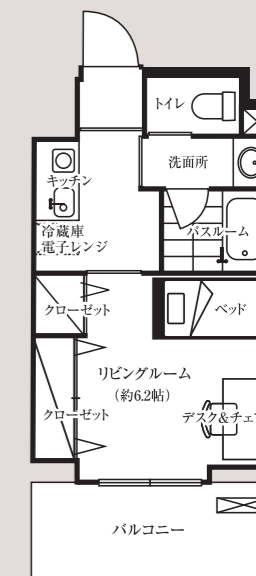 トイレ
洗面所
キッチン
バスルーム
冷蔵庫
電子レンジ
クローゼット
ベッド
リビングルーム
(約6.2帖)
クローゼット
デスク&チェア
バルコニー